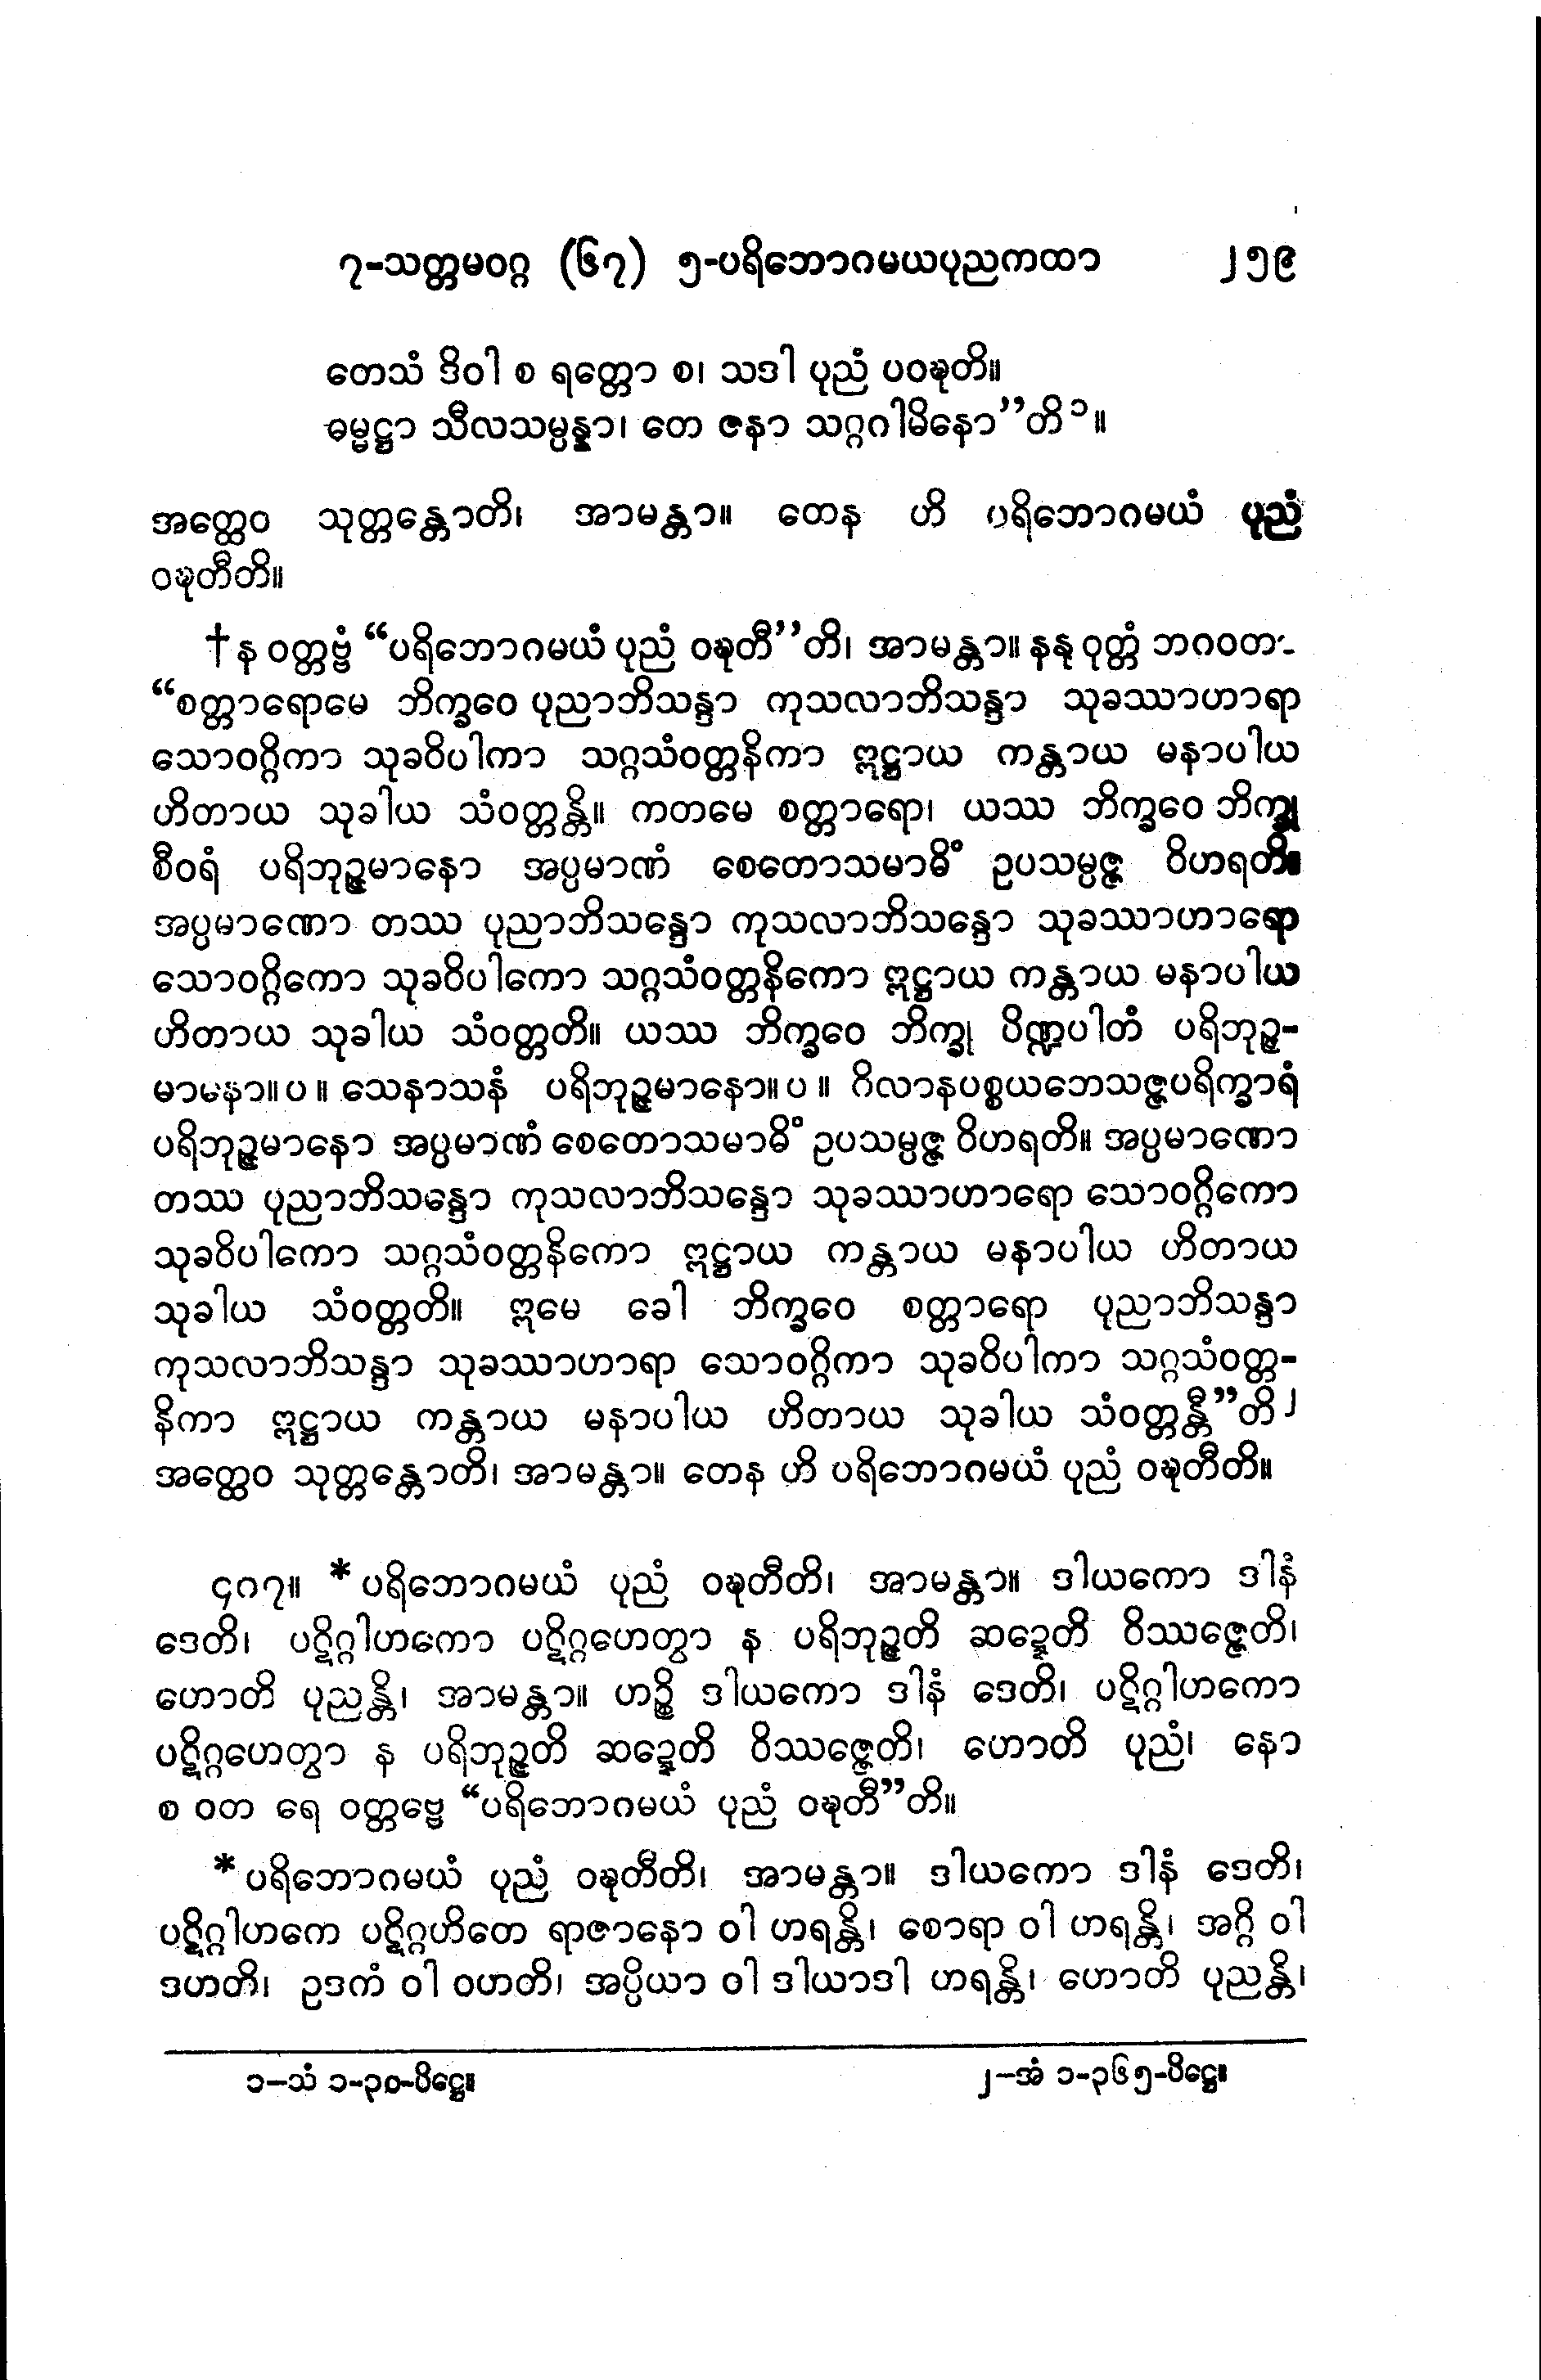 ၇-သတ္တမဝဂ္ဂ (၆၇) ၅-ပရိဘောဂမယပုညကထာ ၂၅၉
တေသံ ဒိဝါ စ ရတ္တော စ၊ သဒါ ပုညံ ပဝဍ္ဎတိ။
ဓမ္မဋ္ဌာ သီလသမ္ပန္နာ၊ တေ ဇနာ သဂ္ဂဂါမိနော”တိ၁။
အတ္ထေဝ သုတ္တန္တောတိ၊ အာမန္တာ။ တေန ဟိ ပရိဘောဂမယံ ပုညံ
ဝဍ္ဎတီတိ။
†န ဝတ္တဗ္ဗံ “ပရိဘောဂမယံ ပုညံ ဝဍ္ဎတီ”တိ၊ အာမန္တာ။ နနု ဝုတ္တံ ဘဂဝတာ-
“စတ္တာရောမေ ဘိက္ခဝေ ပုညာဘိသန္ဒာ ကုသလာဘိသန္ဒာ သုခဿာဟာရာ
သောဝဂ္ဂိကာ သုခဝိပါကာ သဂ္ဂသံဝတ္တနိကာ ဣဋ္ဌာယ ကန္တာယ မနာပါယ
ဟိတာယ သုခါယ သံဝတ္တန္တိ။ ကတမေ စတ္တာရော၊ ယဿ ဘိက္ခဝေ ဘိက္ခု
စီဝရံ ပရိဘုဉ္ဇမာနော အပ္ပမာဏံ စေတောသမာဓိံ ဥပသမ္ပဇ္ဇ ဝိဟရတိ။
အပ္ပမာဏော တဿ ပုညာဘိသန္ဒော ကုသလာဘိသန္ဒော သုခဿာဟာရော
သောဝဂ္ဂိကော သုခဝိပါကော သဂ္ဂသံဝတ္တနိကော ဣဋ္ဌာယ ကန္တာယ မနာပါယ
ဟိတာယ သုခါယ သံဝတ္တတိ။ ယဿ ဘိက္ခဝေ ဘိက္ခု ပိဏ္ဍပါတံ ပရိဘုဉ္ဇ-
မာနော။ပ။ သေနာသနံ ပရိဘုဉ္ဇမာနော။ပ။ ဂိလာနပစ္စယဘေသဇ္ဇပရိက္ခာရံ
ပရိဘုဉ္ဇမာနော အပ္ပမာဏံ စေတောသမာဓိံ ဥပသမ္ပဇ္ဇ ဝိဟရတိ။ အပ္ပမာဏော
တဿ ပုညာဘိသန္ဒော ကုသလာဘိသန္ဒော သုခဿာဟာရော သောဝဂ္ဂိကော
သုခဝိပါကော သဂ္ဂသံဝတ္တနိကော ဣဋ္ဌာယ ကန္တာယ မနာပါယ ဟိတာယ
သုခါယ သံဝတ္တတိ။ ဣမေ ခေါ ဘိက္ခဝေ စတ္တာရော ပုညာဘိသန္ဒာ
ကုသလာဘိသန္ဒာ သုခဿာဟာရာ သောဝဂ္ဂိကာ သုခဝိပါကာ သဂ္ဂသံဝတ္တ-
နိကာ ဣဋ္ဌာယ ကန္တာယ မနာပါယ ဟိတာယ သုခါယ သံဝတ္တန္တီ”တိ၂
အတ္ထေဝ သုတ္တန္တောတိ၊ အာမန္တာ။ တေန ဟိ ပရိဘောဂမယံ ပုညံ ဝဍ္ဎတီတိ။
၄၈၇။ *ပရိဘောဂမယံ ပုညံ ဝဍ္ဎတီတိ၊ အာမန္တာ။ ဒါယကော ဒါနံ
ဒေတိ၊ ပဋိဂ္ဂါဟကော ပဋိဂ္ဂဟေတွာ န ပရိဘုဉ္ဇတိ ဆဍ္ဍေတိ ဝိဿဇ္ဇေတိ၊
ဟောတိ ပုညန္တိ၊ အာမန္တာ။ ဟဉ္စိ ဒါယကော ဒါနံ ဒေတိ၊ ပဋိဂ္ဂါဟကော
ပဋိဂ္ဂဟေတွာ န ပရိဘုဉ္ဇတိ ဆဍ္ဍေတိ ဝိဿဇ္ဇေတိ၊ ဟောတိ ပုညံ၊ နော
စ ဝတ ရေ ဝတ္တဗ္ဗေ “ပရိဘောဂမယံ ပုညံ ဝဍ္ဎတီ”တိ။
*ပရိဘောဂမယံ ပုညံ ဝဍ္ဎတီတိ၊ အာမန္တာ။ ဒါယကော ဒါနံ ဒေတိ၊
ပဋိဂ္ဂါဟကေ ပဋိဂ္ဂဟိတေ ရာဇာနော ဝါ ဟရန္တိ၊ စောရာ ဝါ ဟရန္တိ၊ အဂ္ဂိ ဝါ
ဒဟတိ၊ ဥဒကံ ဝါ ဝဟတိ၊ အပ္ပိယာ ဝါ ဒါယာဒါ ဟရန္တိ၊ ဟောတိ ပုညန္တိ၊
၁-သံ ၁-၃၀-ပိဋ္ဌေ။ ၂-အံ ၁-၃၆၅-ပိဋ္ဌေ။